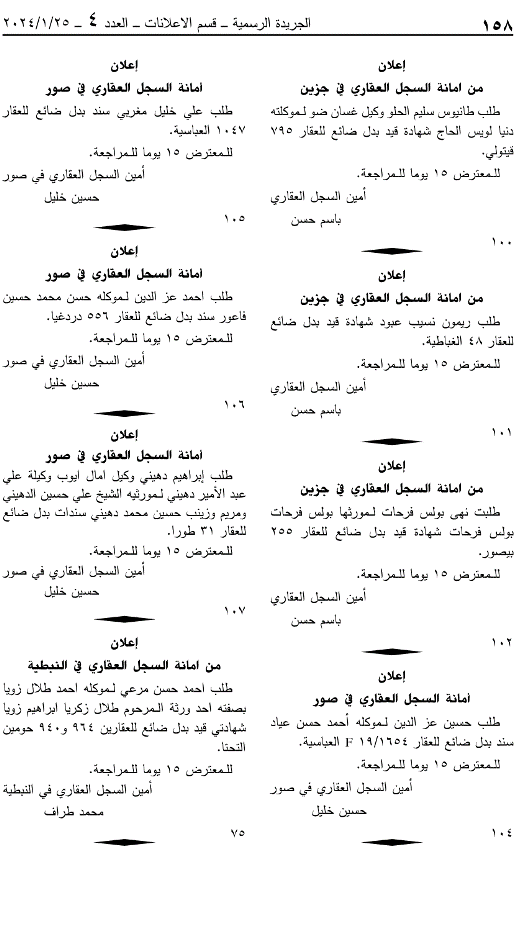 ١٥٨
الجريدة الرسمية ــ قسم الاعلانات ــ العدد ٤ ــ ٢٠٢٤/١/٢٥
إعلان
من امانة السجل العقاري في جزين
طلب طانيوس سليم الحلو وكيل غسان ضو لموكلته
دنيا لويس الحاج شهادة قيد بدل ضائع للعقار ٧٩٥
قيتولي.
للمعترض ١٥ يوما للمراجعة.
أمين السجل العقاري
باسم حسن
١٠٠
إعلان
من امانة السجل العقاري في جزين
طلب ريمون نسيب عبود شهادة قيد بدل ضائع
للعقار ٤٨ الغباطية.
للمعترض ١٥ يوما للمراجعة.
أمين السجل العقاري
باسم حسن
١٠١
إعلان
من امانة السجل العقاري في جزين
طلبت نهى بولس فرحات لمورثها بولس فرحات
بولس فرحات شهادة قيد بدل ضائع للعقار ٢٥٥
بيصور.
للمعترض ١٥ يوما للمراجعة.
أمين السجل العقاري
باسم حسن
١٠٢
إعلان
أمانة السجل العقاري في صور
طلب حسين عز الدين لموكله أحمد حسن عياد
سند بدل ضائع للعقار ١٩/١٦٥٤ F العباسية.
للمعترض ١٥ يوما للمراجعة.
أمين السجل العقاري في صور
حسين خليل
١٠٤
إعلان
أمانة السجل العقاري في صور
طلب علي خليل مغربي سند بدل ضائع للعقار
١٠٤٧ العباسية.
للمعترض ١٥ يوما للمراجعة.
أمين السجل العقاري في صور
حسين خليل
١٠٥
إعلان
أمانة السجل العقاري في صور
طلب احمد عز الدين لموكله حسن محمد حسين
فاعور سند بدل ضائع للعقار ٥٥٦ دردغيا.
للمعترض ١٥ يوما للمراجعة.
أمين السجل العقاري في صور
حسين خليل
١٠٦
إعلان
أمانة السجل العقاري في صور
طلب إبراهيم دهيني وكيل امال ايوب وكيلة علي
عبد الأمير دهيني لمورثيه الشيخ علي حسين الدهيني
ومريم وزينب حسين محمد دهيني سندات بدل ضائع
للعقار ٣١ طورا.
للمعترض ١٥ يوما للمراجعة.
أمين السجل العقاري في صور
حسين خليل
١٠٧
إعلان
من امانة السجل العقاري في النبطية
طلب احمد حسن مرعي لموكله احمد طلال زويا
بصفته احد ورثة المرحوم طلال زكريا ابراهيم زويا
شهادتي قيد بدل ضائع للعقارين ٩٦٤ و٩٤٠ حومين
التحتا.
للمعترض ١٥ يوما للمراجعة.
أمين السجل العقاري في النبطية
محمد طراف
٧٥